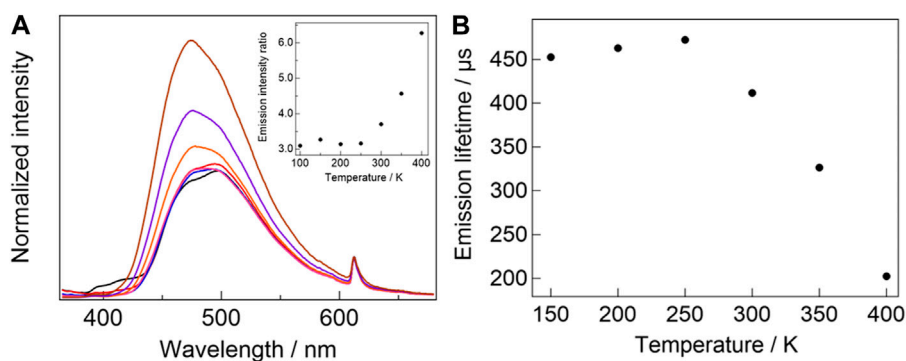 A
Normalized intensity
Emission intensity ratio
6.0
5.0
4.0
3.0
100 200 300 400
Temperature / K
400 500 600
Wavelength / nm
B
Emission lifetime / µs
450
400
350
300
250
200
150 200 250 300 350 400
Temperature / K